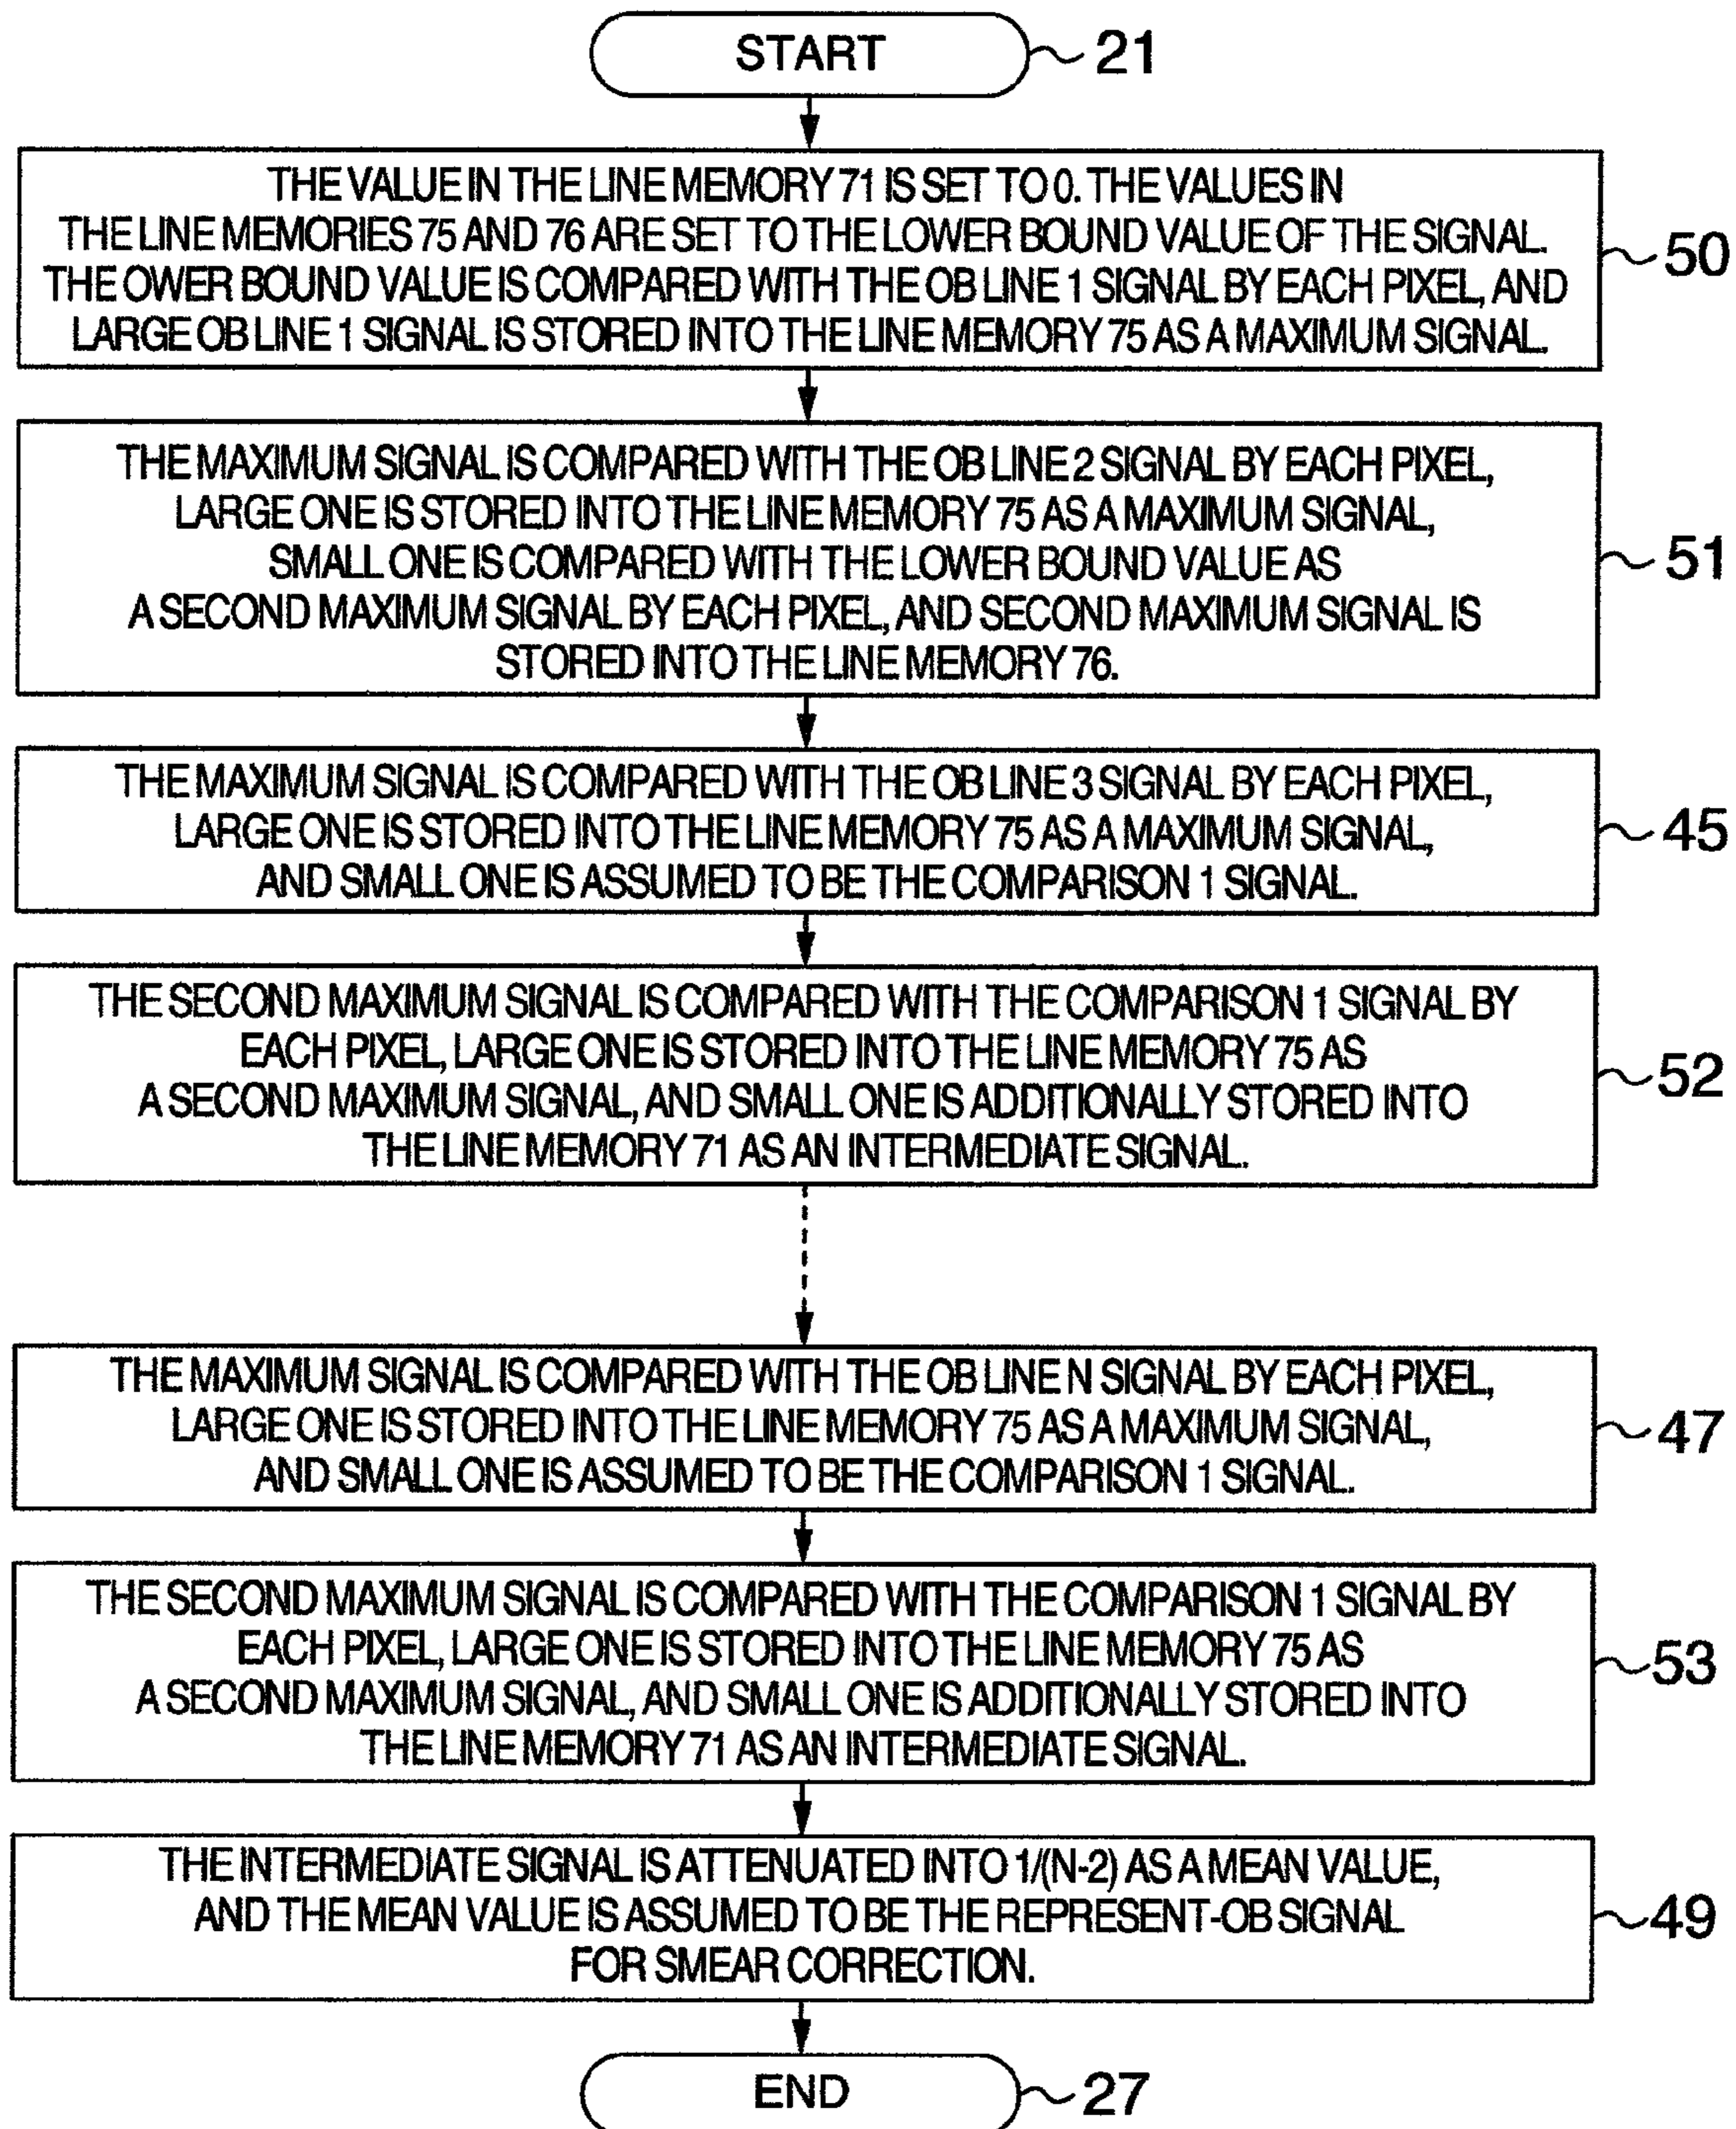 START
21
THE VALUE IN THE LINE MEMORY 71 IS SET TO 0. THE VALUES IN
THE LINE MEMORIES 75 AND 76 ARE SET TO THE LOWER BOUND VALUE OF THE SIGNAL.
THE OWER BOUND VALUE IS COMPARED WITH THE OB LINE 1 SIGNAL BY EACH PIXEL, AND
LARGE OB LINE 1 SIGNAL IS STORED INTO THE LINE MEMORY 75 AS A MAXIMUM SIGNAL.
50
THE MAXIMUM SIGNAL IS COMPARED WITH THE OB LINE 2 SIGNAL BY EACH PIXEL,
LARGE ONE IS STORED INTO THE LINE MEMORY 75 AS A MAXIMUM SIGNAL,
SMALL ONE IS COMPARED WITH THE LOWER BOUND VALUE AS
A SECOND MAXIMUM SIGNAL BY EACH PIXEL, AND SECOND MAXIMUM SIGNAL IS
STORED INTO THE LINE MEMORY 76.
51
THE MAXIMUM SIGNAL IS COMPARED WITH THE OB LINE 3 SIGNAL BY EACH PIXEL,
LARGE ONE IS STORED INTO THE LINE MEMORY 75 AS A MAXIMUM SIGNAL,
AND SMALL ONE IS ASSUMED TO BE THE COMPARISON 1 SIGNAL.
45
THE SECOND MAXIMUM SIGNAL IS COMPARED WITH THE COMPARISON 1 SIGNAL BY
EACH PIXEL, LARGE ONE IS STORED INTO THE LINE MEMORY 75 AS
A SECOND MAXIMUM SIGNAL, AND SMALL ONE IS ADDITIONALLY STORED INTO
THE LINE MEMORY 71 AS AN INTERMEDIATE SIGNAL.
52
THE MAXIMUM SIGNAL IS COMPARED WITH THE OB LINE N SIGNAL BY EACH PIXEL,
LARGE ONE IS STORED INTO THE LINE MEMORY 75 AS A MAXIMUM SIGNAL,
AND SMALL ONE IS ASSUMED TO BE THE COMPARISON 1 SIGNAL.
47
THE SECOND MAXIMUM SIGNAL IS COMPARED WITH THE COMPARISON 1 SIGNAL BY
EACH PIXEL, LARGE ONE IS STORED INTO THE LINE MEMORY 75 AS
A SECOND MAXIMUM SIGNAL, AND SMALL ONE IS ADDITIONALLY STORED INTO
THE LINE MEMORY 71 AS AN INTERMEDIATE SIGNAL.
53
THE INTERMEDIATE SIGNAL IS ATTENUATED INTO 1/(N-2) AS A MEAN VALUE,
AND THE MEAN VALUE IS ASSUMED TO BE THE REPRESENT-OB SIGNAL
FOR SMEAR CORRECTION.
49
END
27